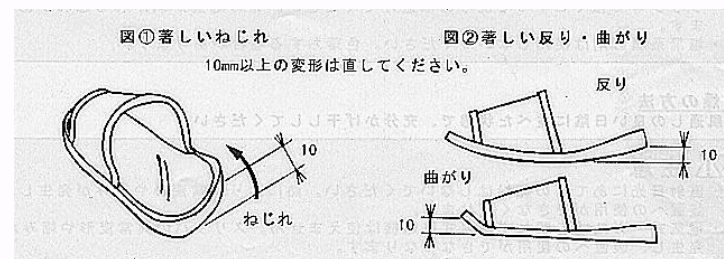 図①著しいねじれ
図②著しい反り・曲がり
10mm以上の変形は直してください。
反り
10
ねじれ
10
曲がり
10